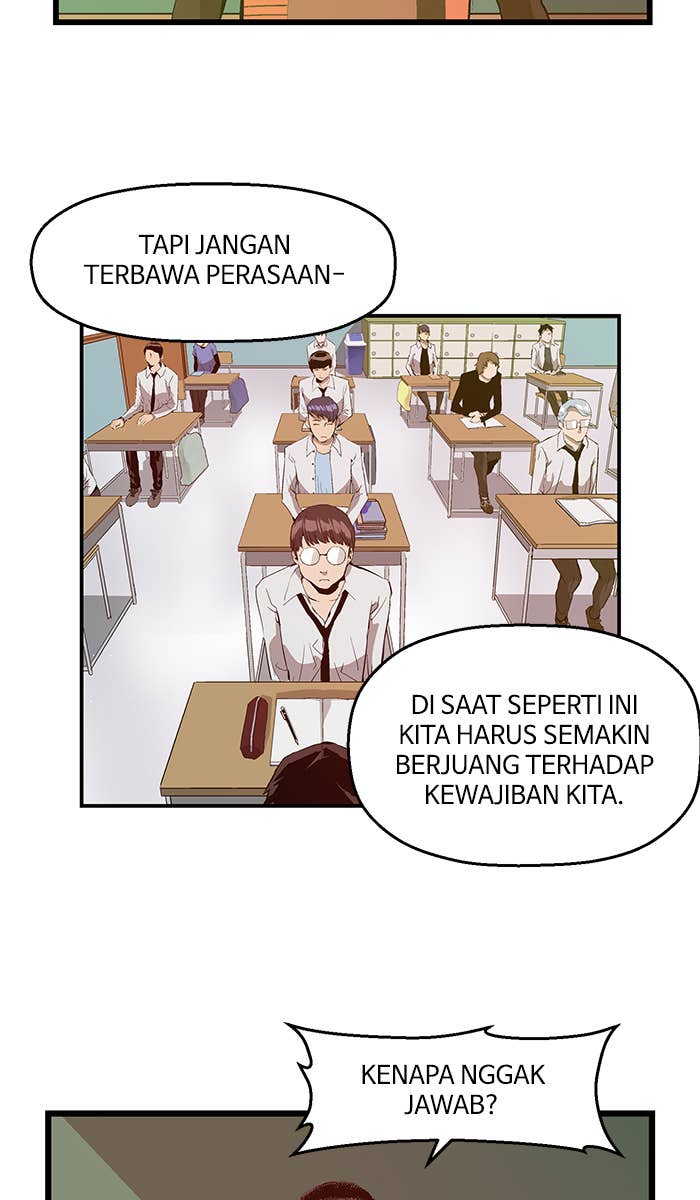 TAPI JANGAN
TERBAWA PERASAAN-
DI SAAT SEPERTI INI
KITA HARUS SEMAKIN
BERJUANG TERHADAP
KEWAJIBAN KITA.
KENAPA NGGAK
JAWAB?